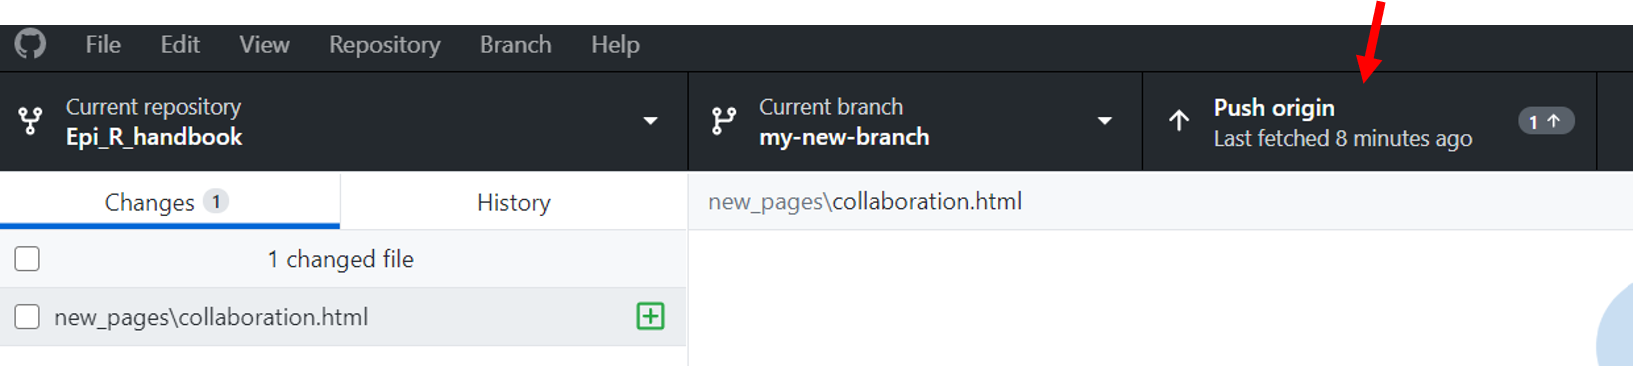 File Edit View Repository Branch Help
Current repository
Epi_R_handbook
Current branch
my-new-branch
Push origin
Last fetched 8 minutes ago
1
Changes 1
History
new_pages\collaboration.html
1 changed file
new_pages\collaboration.html